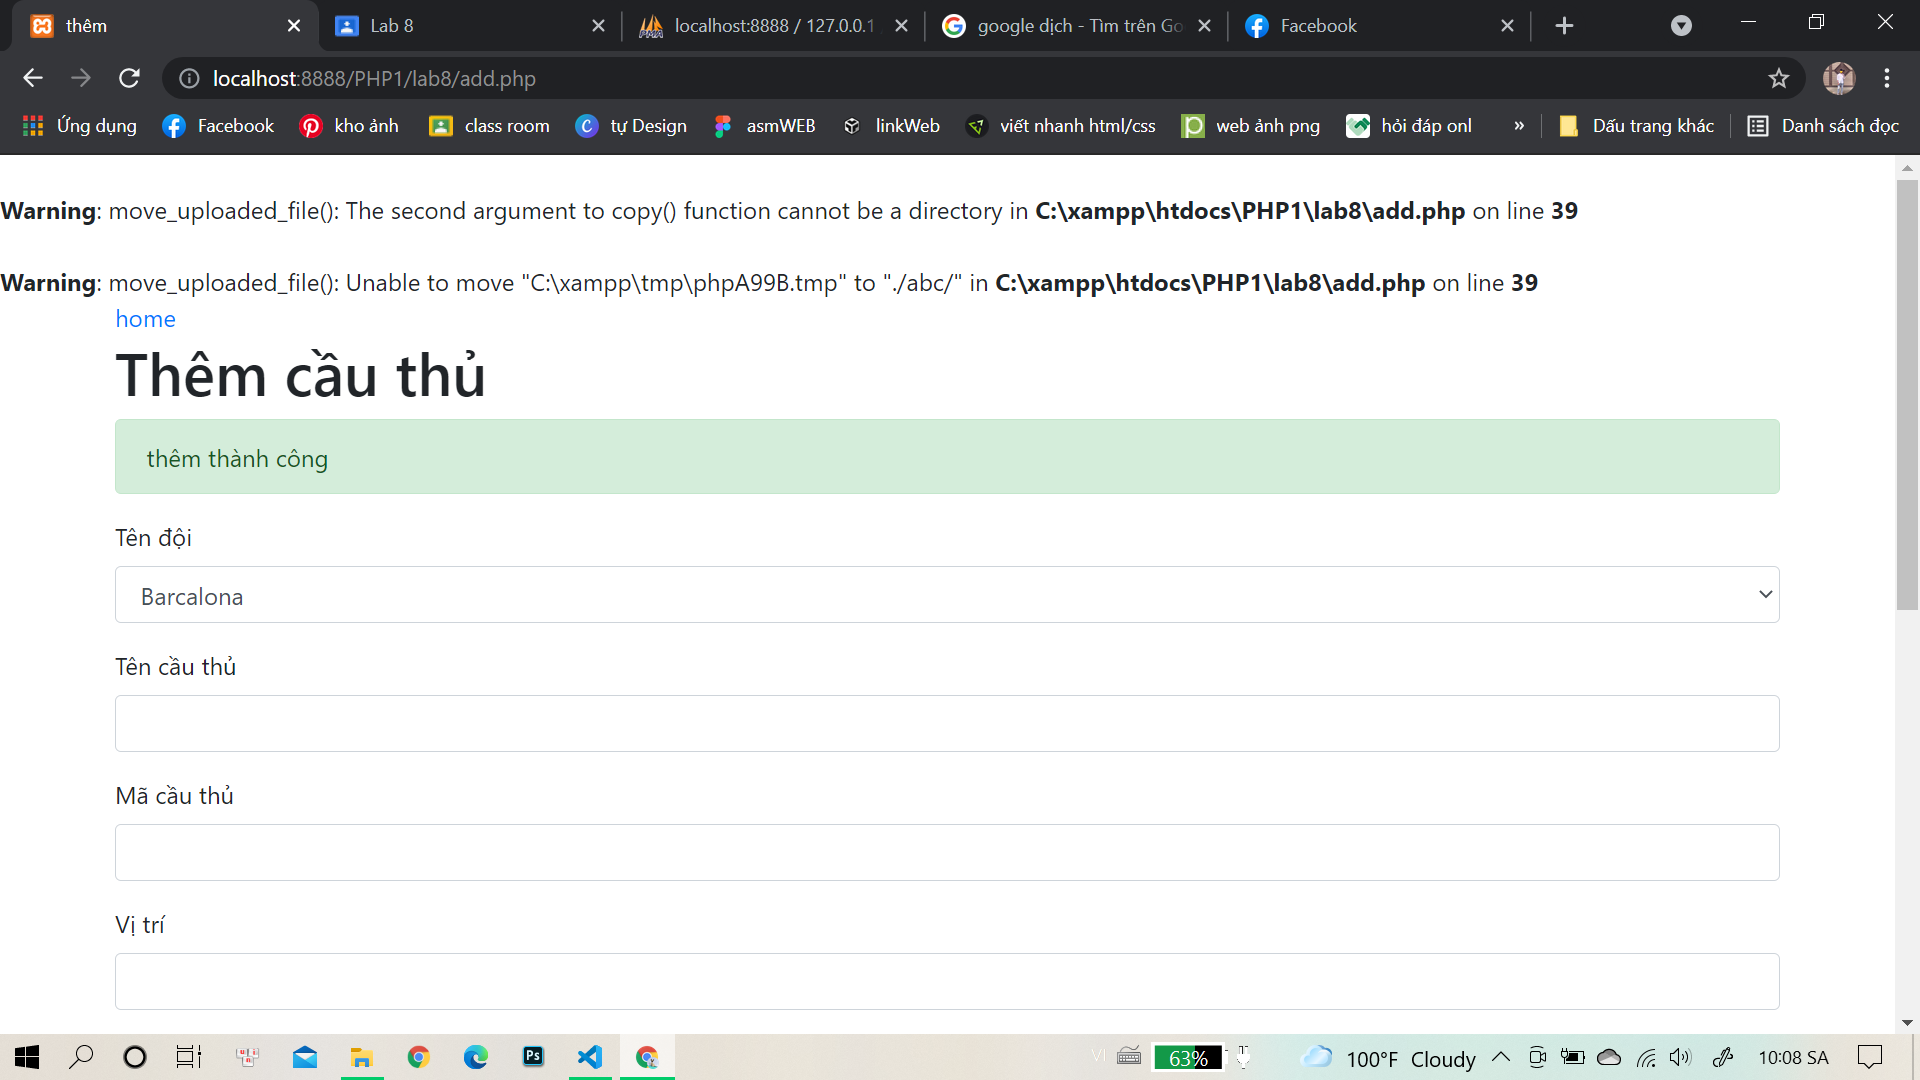 thêm
Lab 8
localhost:8888 / 127.0.0.1
google dịch - Tìm trên Go
Facebook
localhost:8888/PHP1/lab8/add.php
Ứng dụng
Facebook
kho ảnh
class room
tự Design
asmWEB
linkWeb
viết nhanh html/css
web ảnh png
hỏi đáp onl
»
Dấu trang khác
Danh sách đọc
Warning: move_uploaded_file(): The second argument to copy() function cannot be a directory in C:\xampp\htdocs\PHP1\lab8\add.php on line 39
Warning: move_uploaded_file(): Unable to move "C:\xampp\tmp\phpA99B.tmp" to "./abc/" in C:\xampp\htdocs\PHP1\lab8\add.php on line 39
home
Thêm cầu thủ
thêm thành công
Tên đội
Barcalona
Tên cầu thủ
Mã cầu thủ
Vị trí
VI
63%
100°F Cloudy
10:08 SA